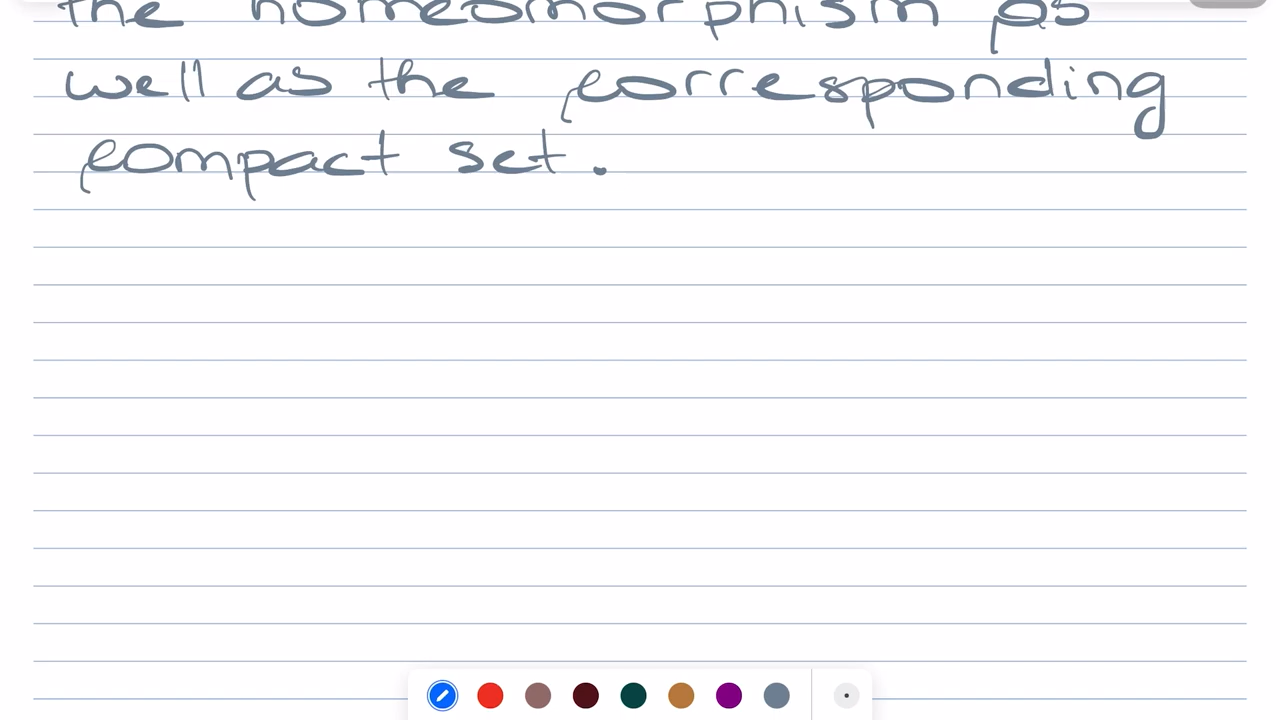 the homeomorphism as
well as the corresponding
compact set.